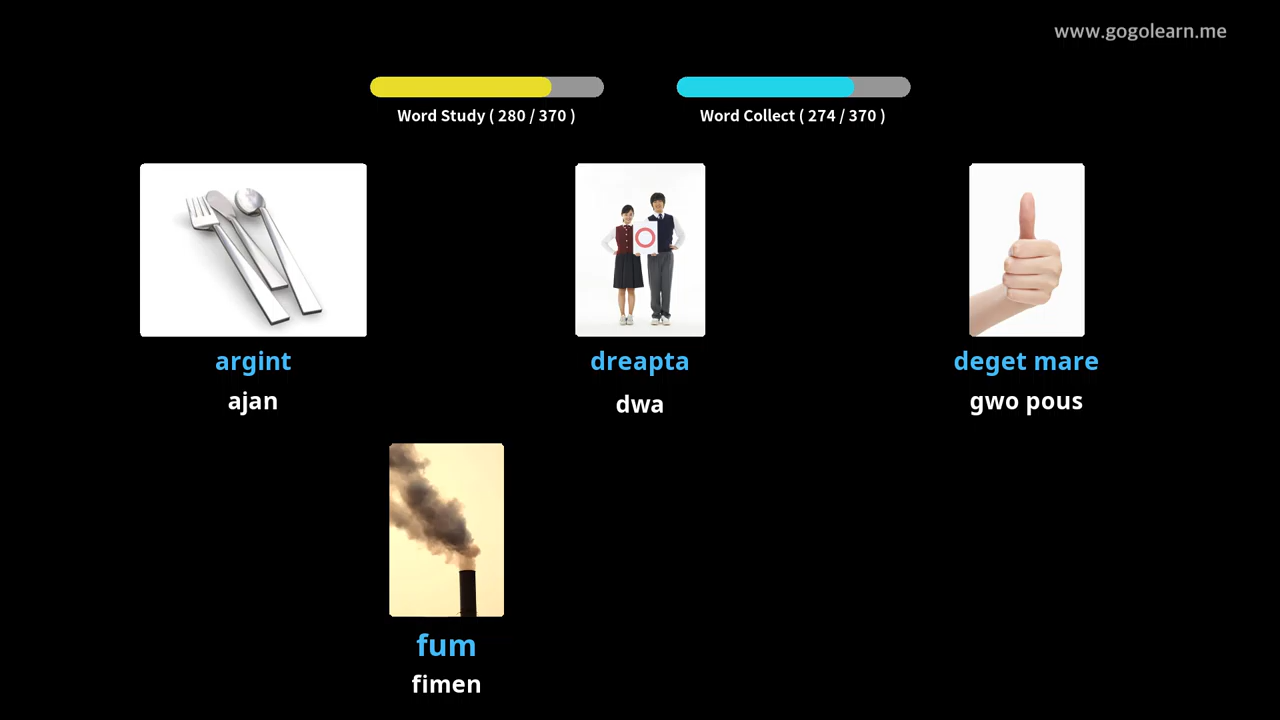 www.gogolearn.me
Word Study ( 280 / 370 )
Word Collect ( 274 / 370 )
argint
ajan
dreapta
dwa
deget mare
gwo pous
fum
fimen